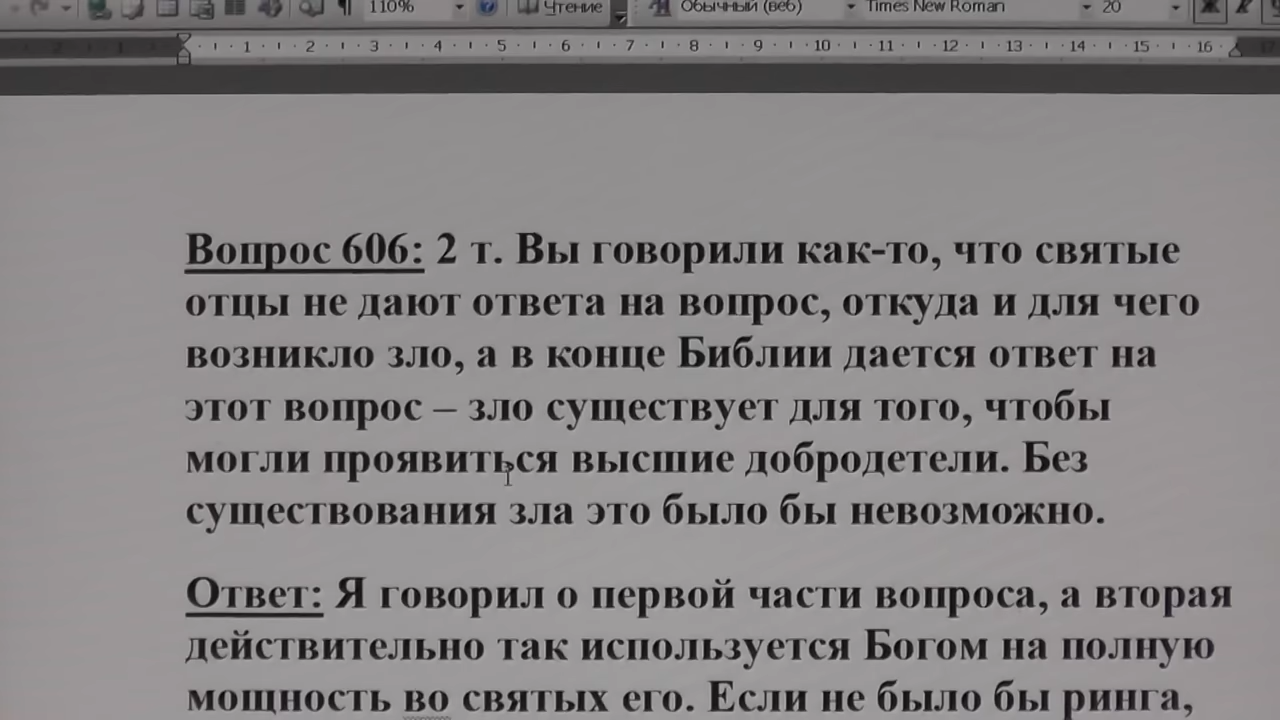 110% Чтение Обычный (веб) Times New Roman 20 Ж
2 1 1 2 3 4 5 6 7 8 9 10 11 12 13 14 15 16 17
Вопрос 606: 2 т. Вы говорили как-то, что святые
отцы не дают ответа на вопрос, откуда и для чего
возникло зло, а в конце Библии дается ответ на
этот вопрос – зло существует для того, чтобы
могли проявиться высшие добродетели. Без
существования зла это было бы невозможно.
Ответ: Я говорил о первой части вопроса, а вторая
действительно так используется Богом на полную
мощность во святых его. Если не было бы ринга,